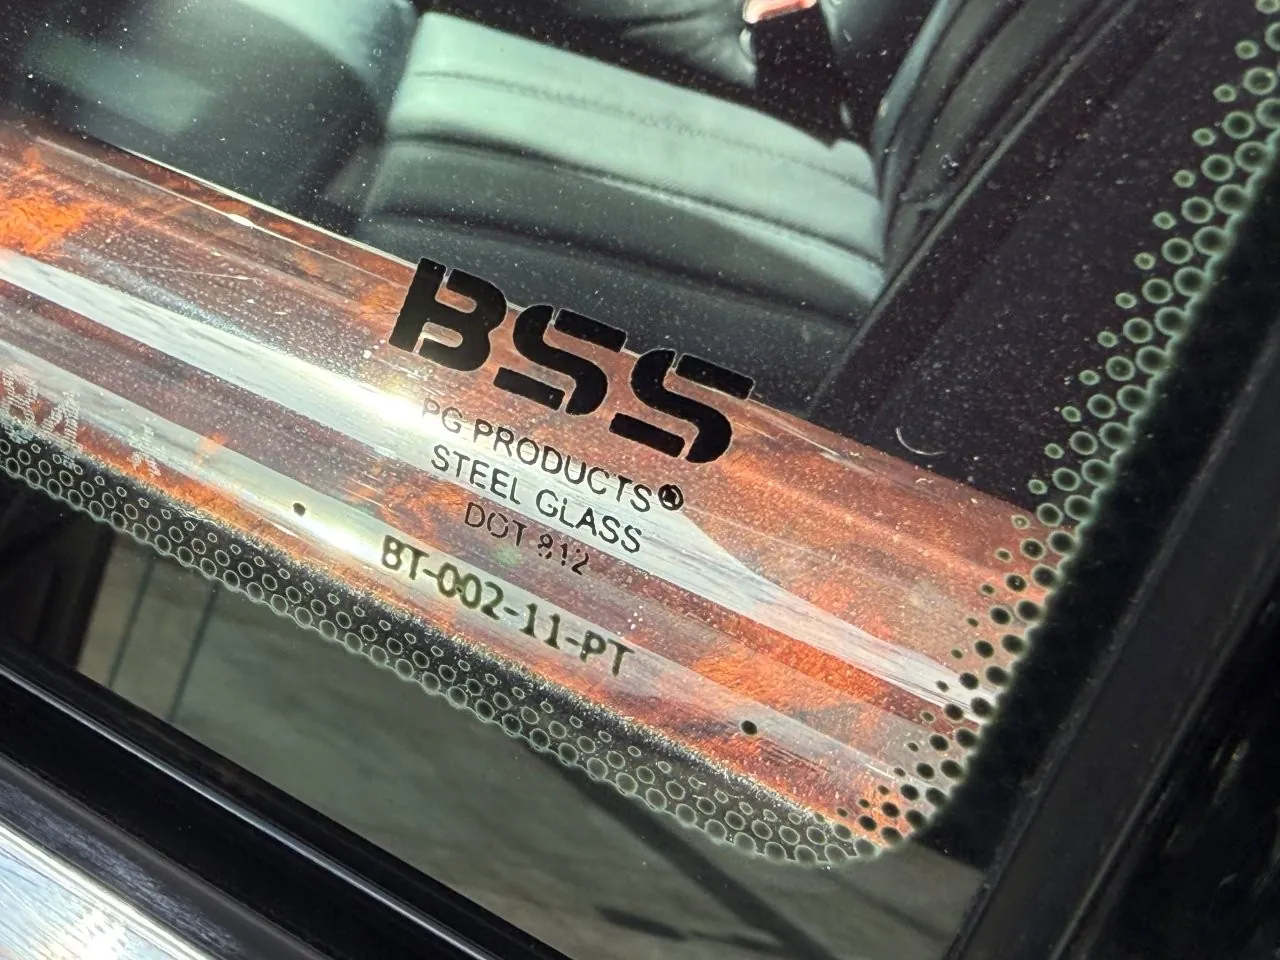 BSS
PG PRODUCTS®
STEEL GLASS
DOT 812
BT-002-11-PT